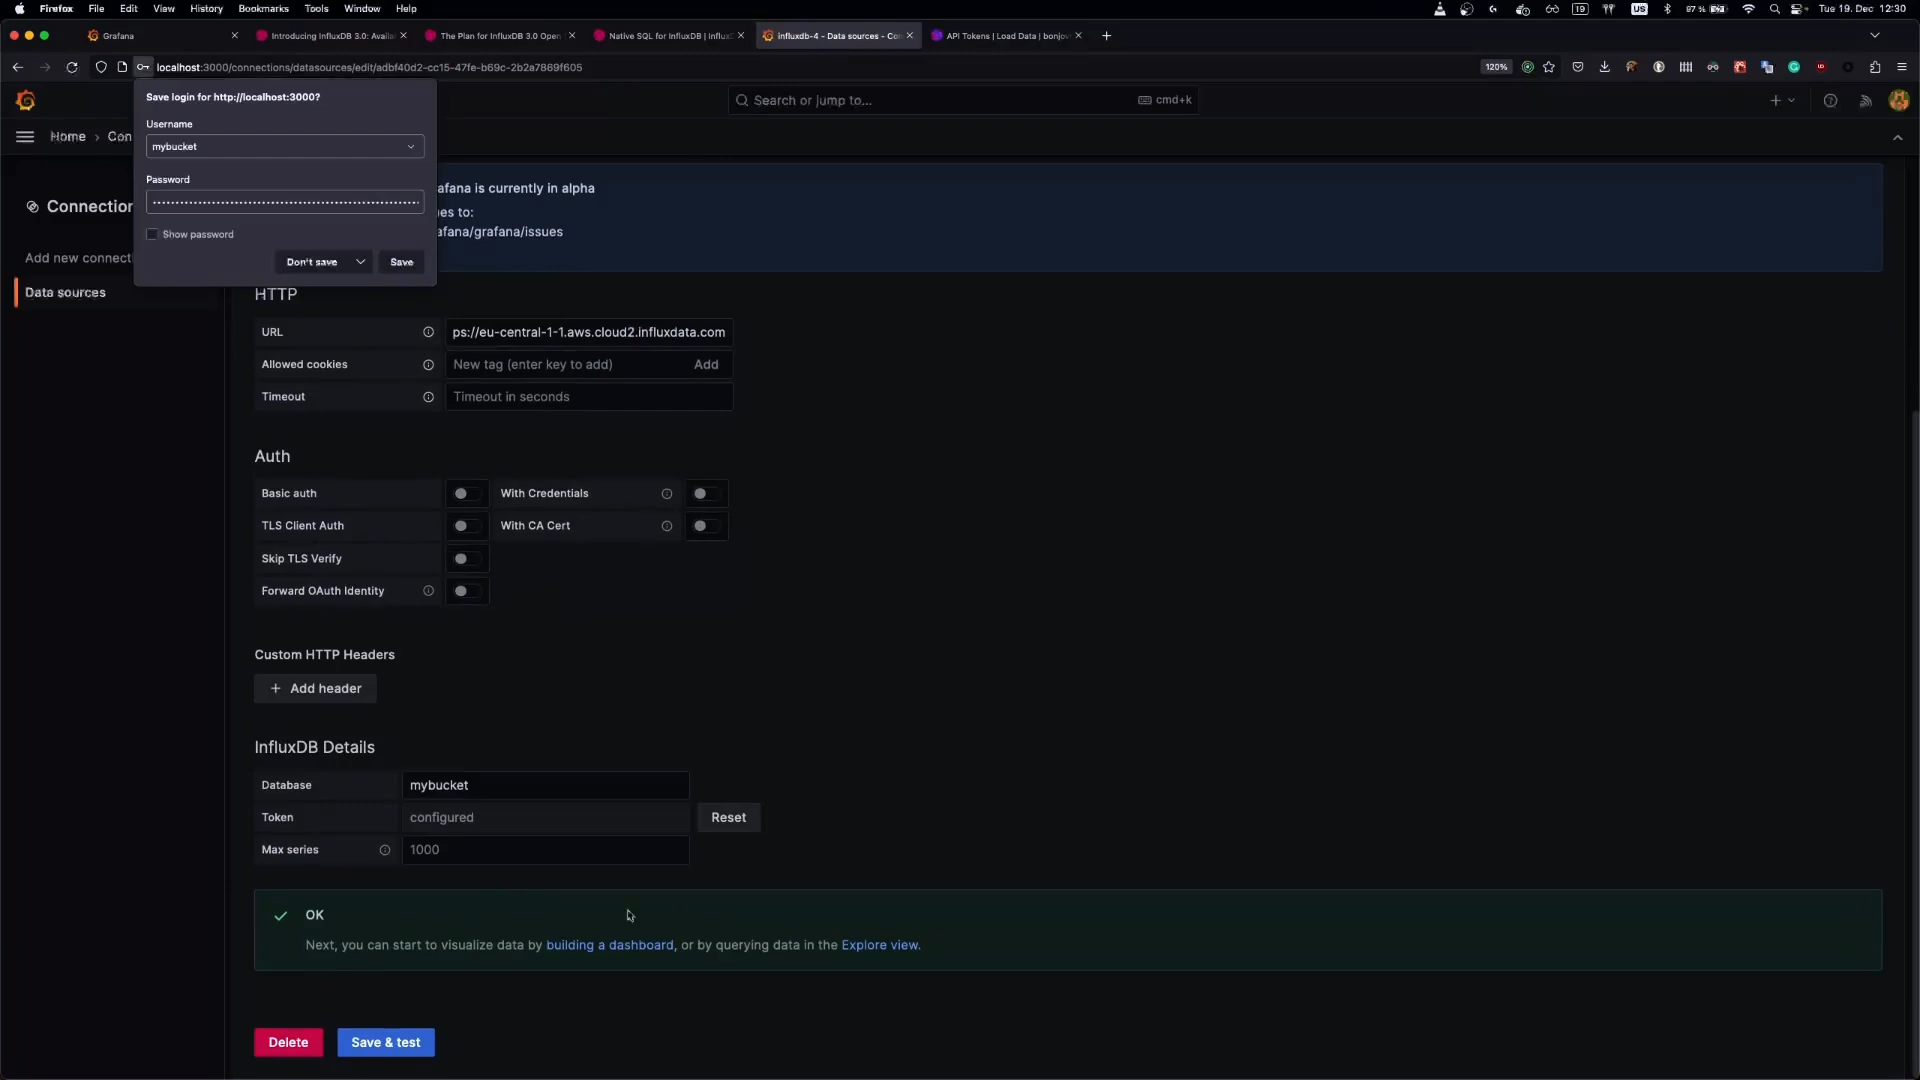 Firefox File Edit View History Bookmarks Tools Window Help
19 US 97 % Tue 19. Dec 12:30
Grafana
Introducing InfluxDB 3.0: Availa
The Plan for InfluxDB 3.0 Open
Native SQL for InfluxDB | Influx
influxdb-4 - Data sources - Con
API Tokens | Load Data | bonjov
localhost:3000/connections/datasources/edit/adbf40d2-cc15-47fe-b69c-2b2a7869f605
120%
Save login for http://localhost:3000?
Username
mybucket
Password
Show password
Don't save
Save
Search or jump to...
cmd+k
Home › Con
Connection
Add new connecti
Data sources
afana is currently in alpha
ues to:
afana/grafana/issues
HTTP
URL
ps://eu-central-1-1.aws.cloud2.influxdata.com
Allowed cookies
New tag (enter key to add)
Add
Timeout
Timeout in seconds
Auth
Basic auth
With Credentials
TLS Client Auth
With CA Cert
Skip TLS Verify
Forward OAuth Identity
Custom HTTP Headers
+ Add header
InfluxDB Details
Database
mybucket
Token
configured
Reset
Max series
1000
OK
Next, you can start to visualize data by building a dashboard, or by querying data in the Explore view.
Delete
Save & test